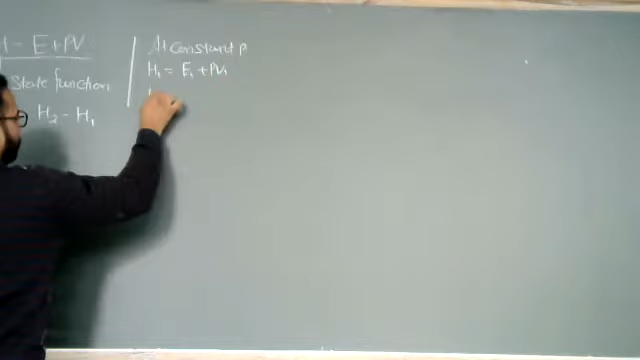 H = E + PV
State function
H₂ - H₁
At Constant P
H₁ = E₁ + PV₁